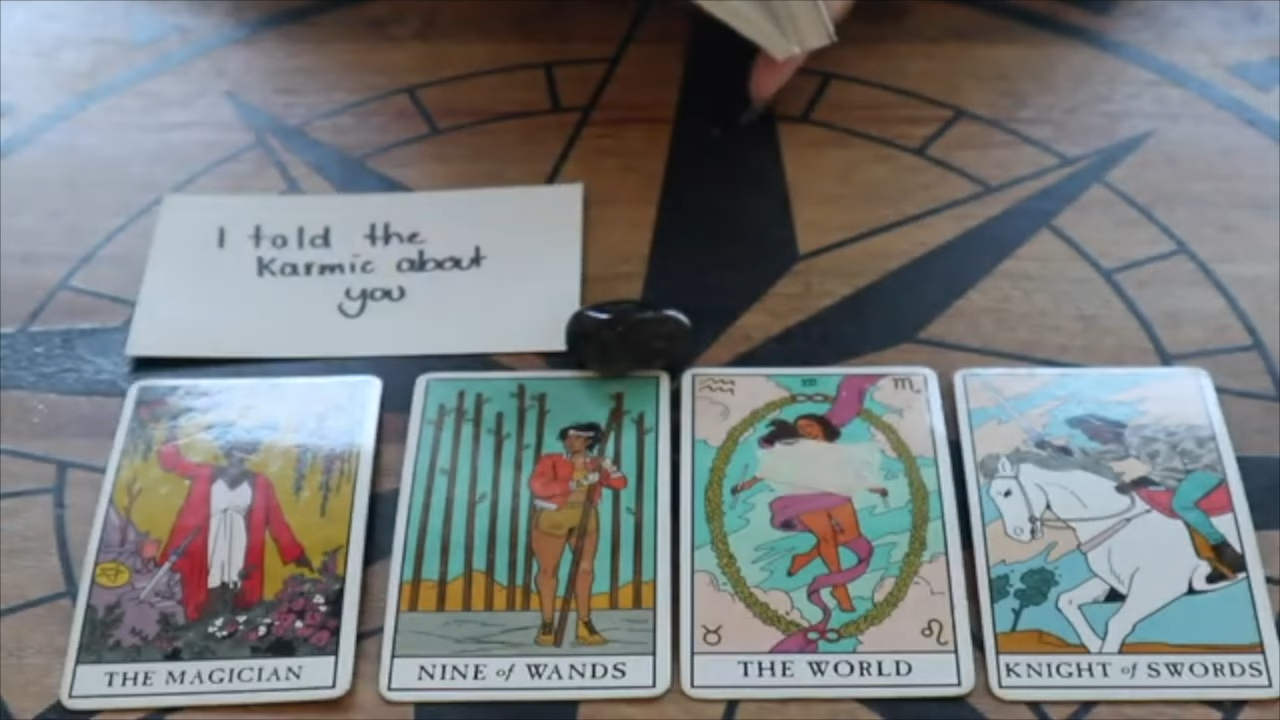 I told the
Karmic about
you
THE MAGICIAN
NINE of WANDS
THE WORLD
KNIGHT of SWORDS